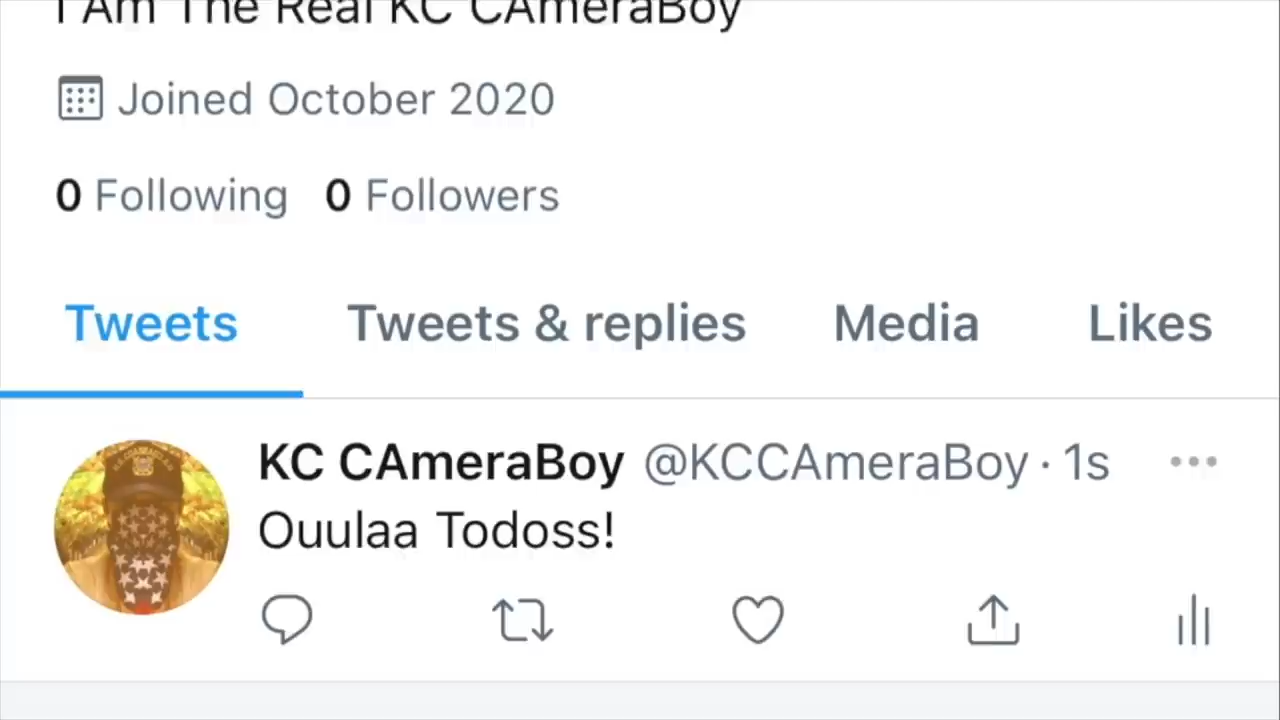 I Am The Real KC CAmeraBoy
Joined October 2020
0 Following 0 Followers
Tweets Tweets & replies Media Likes
KC CAmeraBoy @KCCAmeraBoy · 1s
Ouulaa Todoss!